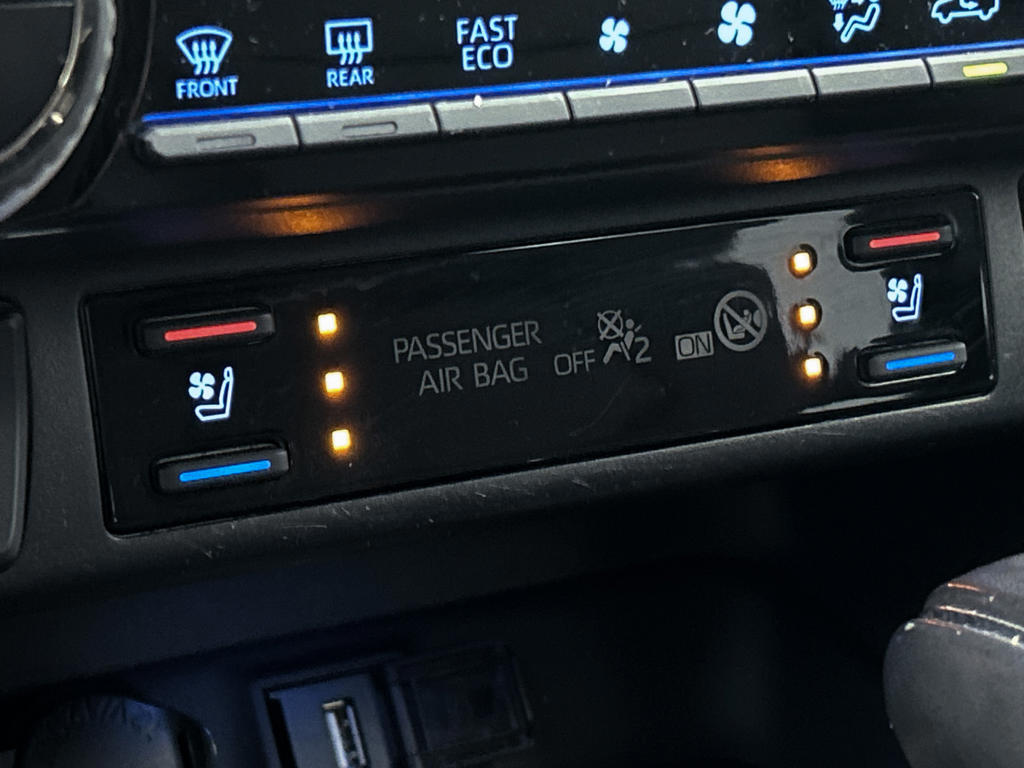 FRONT
REAR
FAST
ECO
PASSENGER
AIR BAG
OFF
2
ON